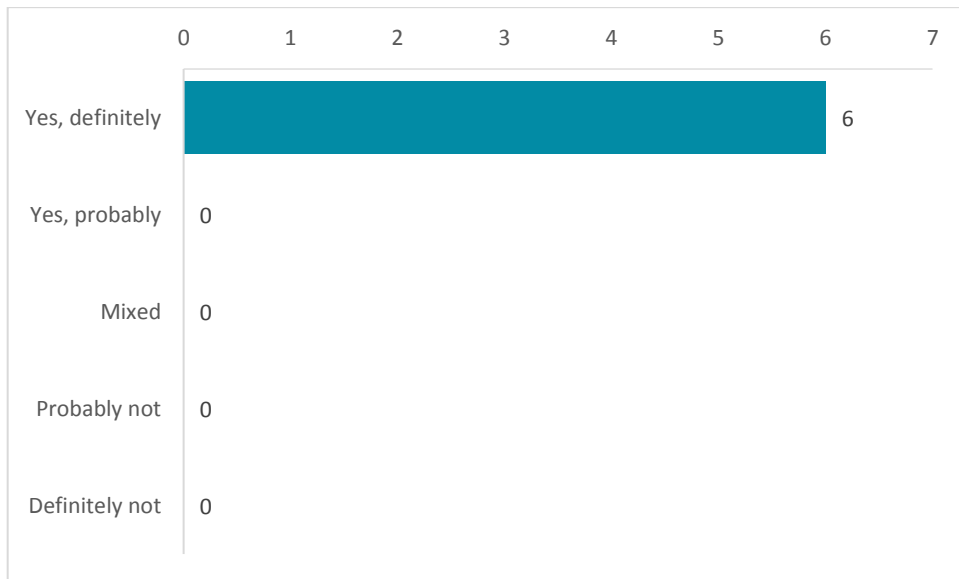 0 1 2 3 4 5 6 7
Yes, definitely 6
Yes, probably 0
Mixed 0
Probably not 0
Definitely not 0